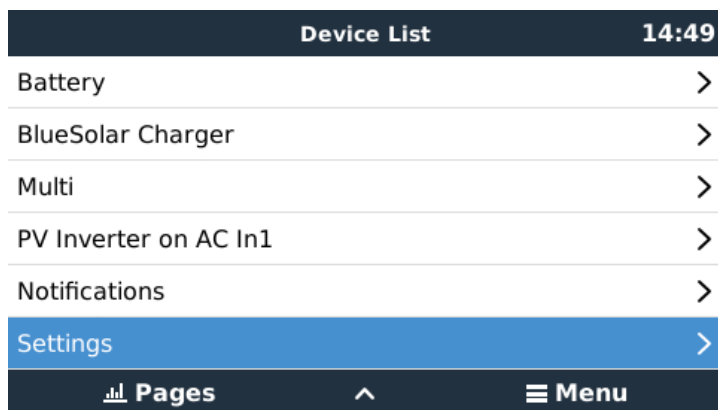 Device List 14:49
Battery
BlueSolar Charger
Multi
PV Inverter on AC In1
Notifications
Settings
Pages Menu